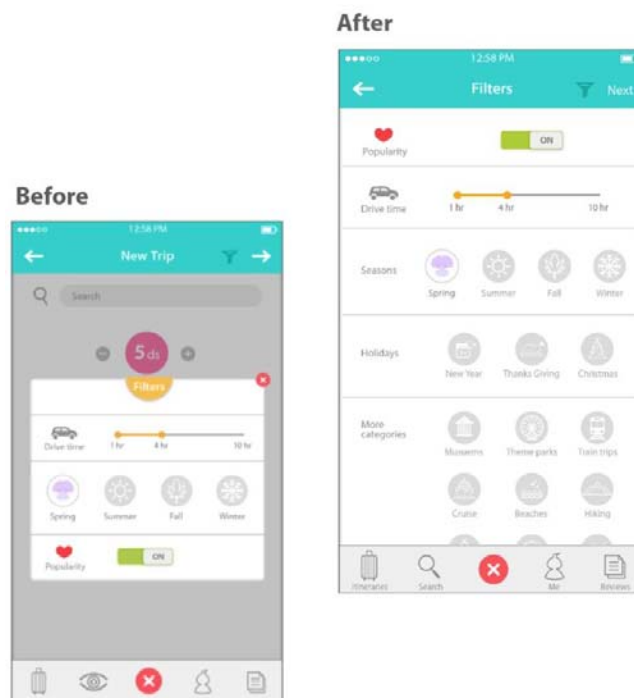 After
12:58 PM
Filters Next
ON
Popularity
Drive time 1 hr 4 hr 10 hr
Seasons
Spring Summer Fall Winter
Holidays
New Year Thanks Giving Christmas
More
categories
Museems Theme parks Train trips
Cruise Beaches Hiking
Itineraries Search Me Reviews
Before
12:58 PM
New Trip
Search
5 ds
Filters
Drive time 1 hr 4 hr 10 hr
Spring Summer Fall Winter
ON
Popularity